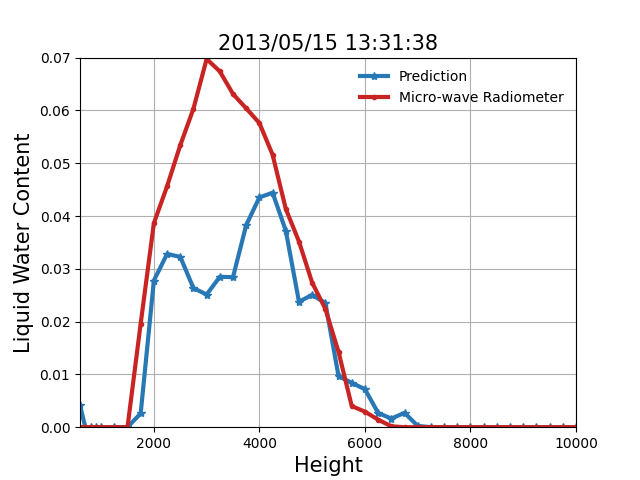 2013/05/15 13:31:38
0.07
0.06
0.05
0.04
0.03
0.02
0.01
0.00
Liquid Water Content
Prediction
Micro-wave Radiometer
2000 4000 6000 8000 10000
Height